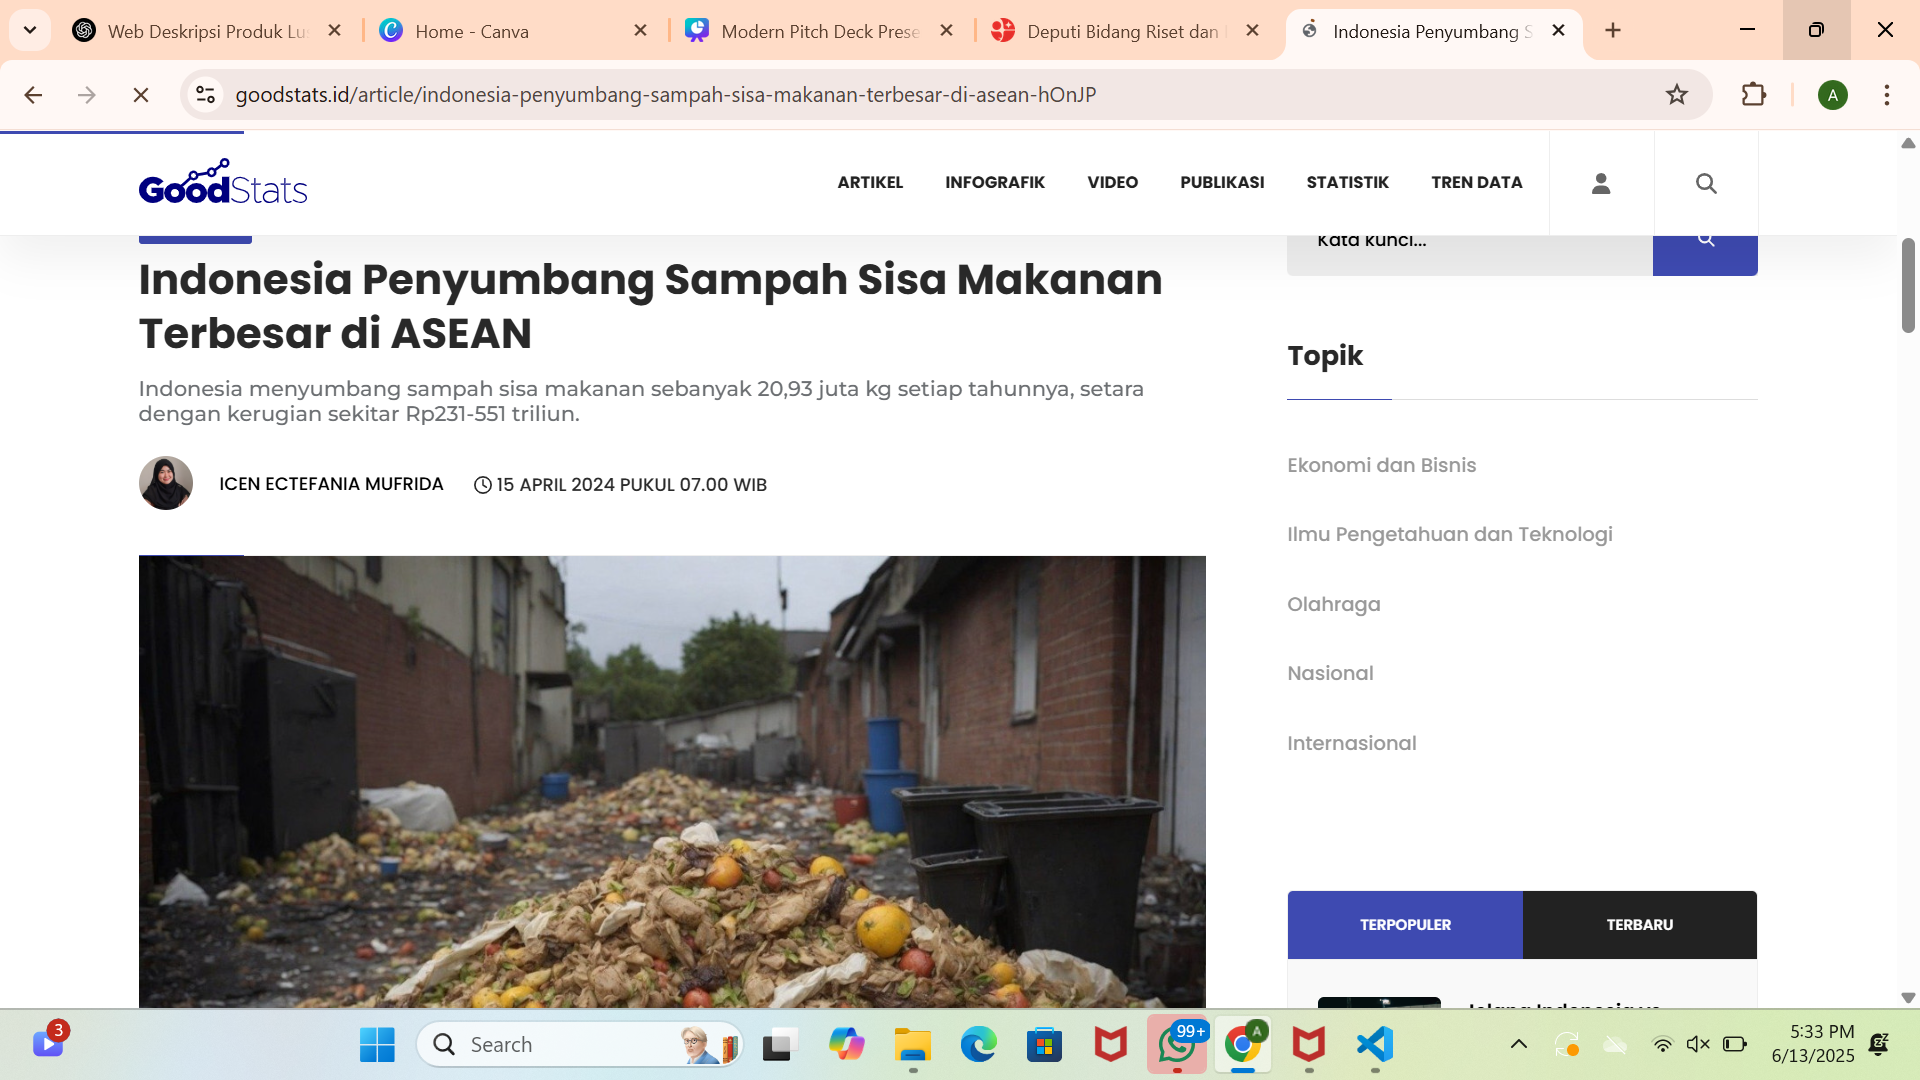 Web Deskripsi Produk Lu
Home - Canva
Modern Pitch Deck Prese
Deputi Bidang Riset dan
Indonesia Penyumbang S
goodstats.id/article/indonesia-penyumbang-sampah-sisa-makanan-terbesar-di-asean-hOnJP
A
GoodStats
ARTIKEL INFOGRAFIK VIDEO PUBLIKASI STATISTIK TREN DATA
Kata kunci...
Indonesia Penyumbang Sampah Sisa Makanan
Terbesar di ASEAN
Indonesia menyumbang sampah sisa makanan sebanyak 20,93 juta kg setiap tahunnya, setara
dengan kerugian sekitar Rp231-551 triliun.
ICEN ECTEFANIA MUFRIDA 15 APRIL 2024 PUKUL 07.00 WIB
Topik
Ekonomi dan Bisnis
Ilmu Pengetahuan dan Teknologi
Olahraga
Nasional
Internasional
TERPOPULER TERBARU
Indonesia vs
3
Search
99+
A
5:33 PM
6/13/2025